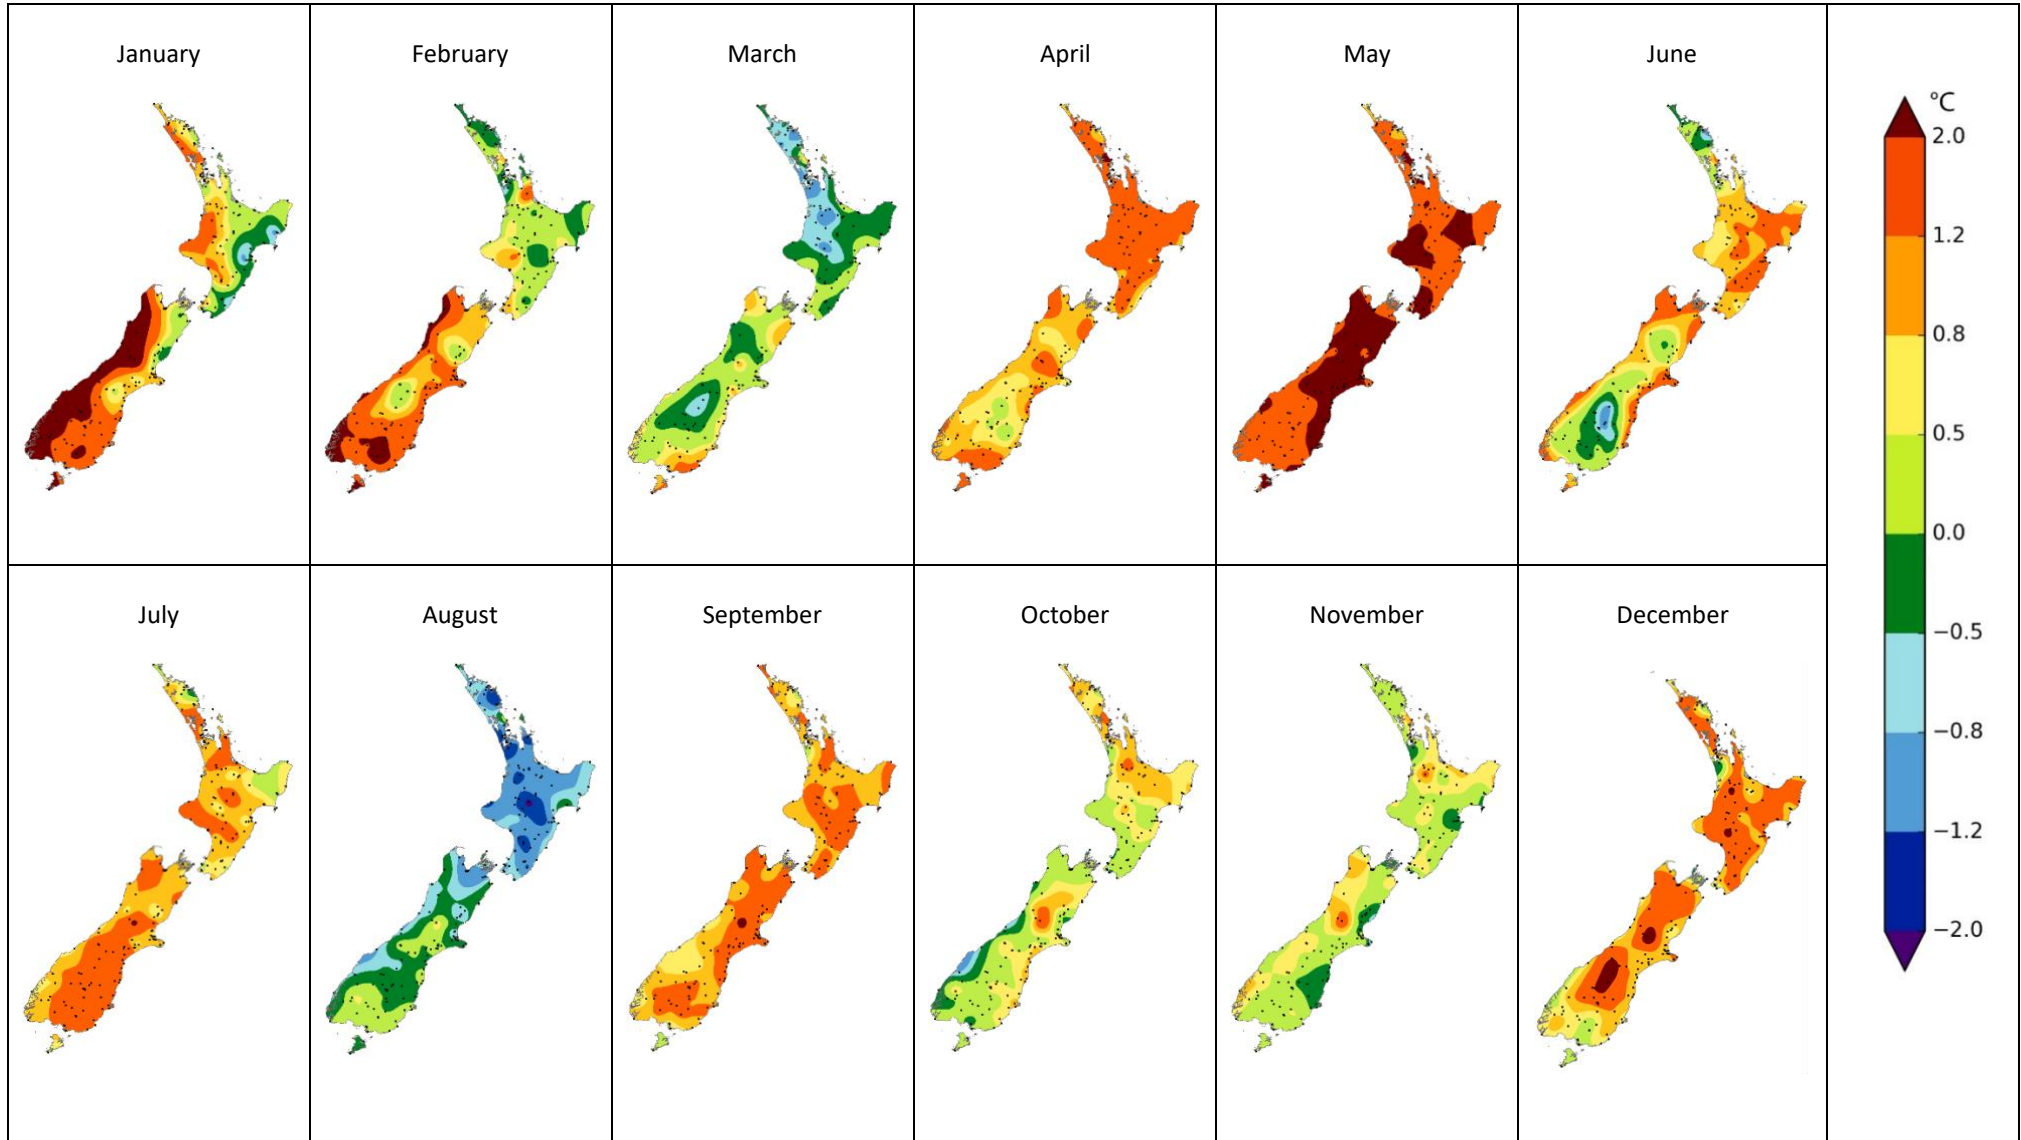 January
February
March
April
May
June
°C
2.0
1.2
0.8
0.5
0.0
−0.5
−0.8
−1.2
−2.0
July
August
September
October
November
December